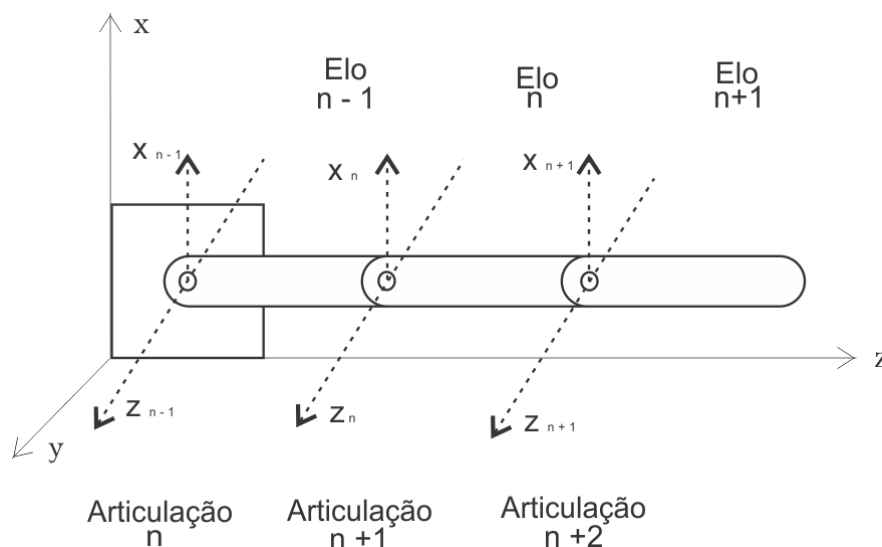 x
Elo
n - 1
Elo
n
Elo
n+1
x n - 1
x n
x n + 1
z
z n - 1
z n
z n + 1
y
Articulação
n
Articulação
n +1
Articulação
n +2